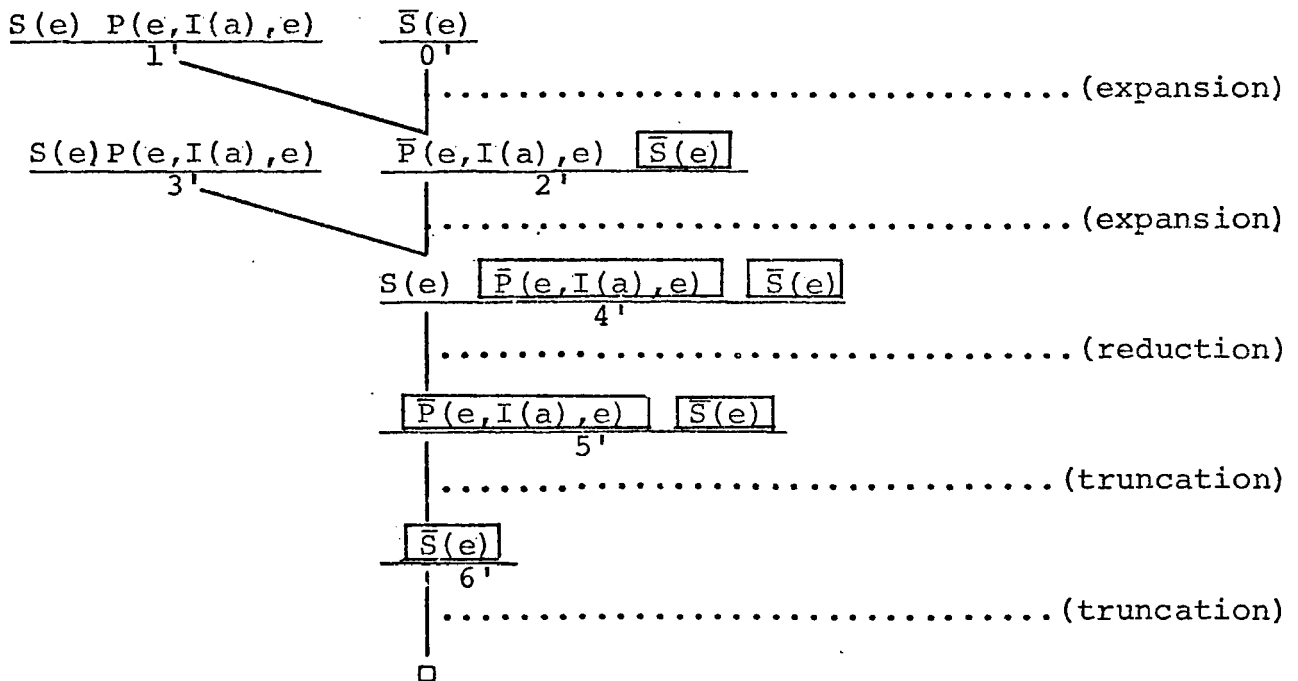 S(e) P(e,I(a),e) S̅(e)
1' 0'
(expansion)
S(e)P(e,I(a),e) P̅(e,I(a),e) S̅(e)
3' 2'
(expansion)
S(e) P̅(e,I(a),e) S̅(e)
4'
(reduction)
P̅(e,I(a),e) S̅(e)
5'
(truncation)
S̅(e)
6'
(truncation)
□